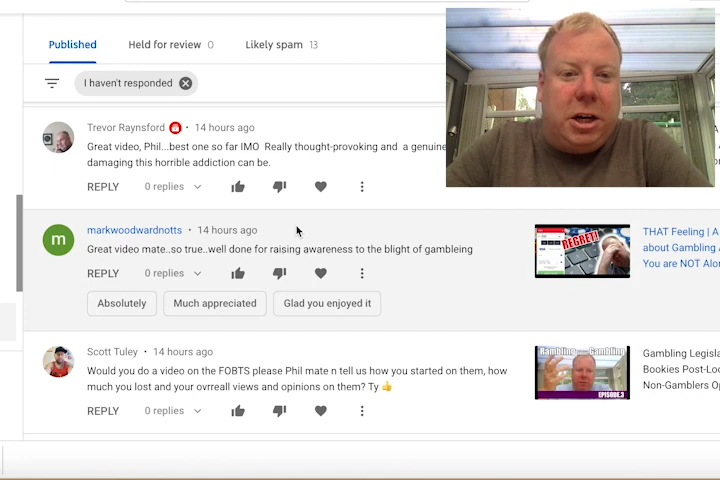 Published Held for review 0 Likely spam 13
I haven't responded
Trevor Raynsford • 14 hours ago
Great video, Phil...best one so far IMO Really thought-provoking and a genuine
damaging this horrible addiction can be.
REPLY 0 replies
m
markwoodwardnotts • 14 hours ago
Great video mate..so true..well done for raising awareness to the blight of gambleing
REPLY 0 replies
Absolutely Much appreciated Glad you enjoyed it
REGRET!
THAT Feeling | A
about Gambling A
You are NOT Alon
Scott Tuley • 14 hours ago
Would you do a video on the FOBTS please Phil mate n tell us how you started on them, how
much you lost and your ovrreall views and opinions on them? Ty 👍
REPLY 0 replies
Rambling Gambling
EPISODE.3
Gambling Legisla
Bookies Post-Loc
Non-Gamblers Op